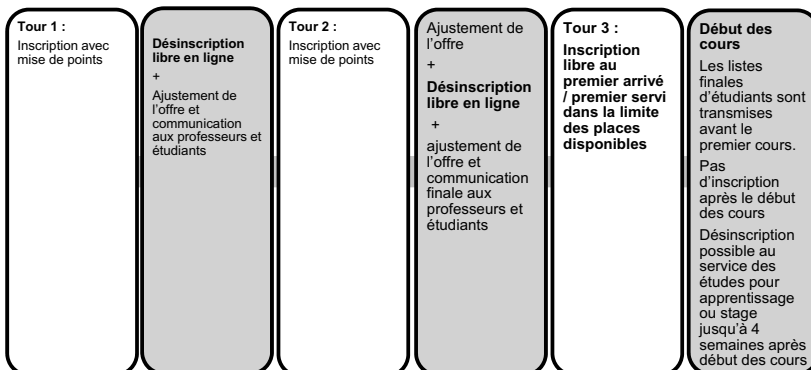 Tour 1 :
Inscription avec
mise de points
Désinscription
libre en ligne
+
Ajustement de
l'offre et
communication
aux professeurs et
étudiants
Tour 2 :
Inscription avec
mise de points
Ajustement de
l'offre
+
Désinscription
libre en ligne
+
ajustement de
l'offre et
communication
finale aux
professeurs et
étudiants
Tour 3 :
Inscription
libre au
premier arrivé
/ premier servi
dans la limite
des places
disponibles
Début des
cours
Les listes
finales
d'étudiants sont
transmises
avant le
premier cours.
Pas
d'inscription
après le début
des cours
Désinscription
possible au
service des
études pour
apprentissage
ou stage
jusqu'à 4
semaines après
début des cours